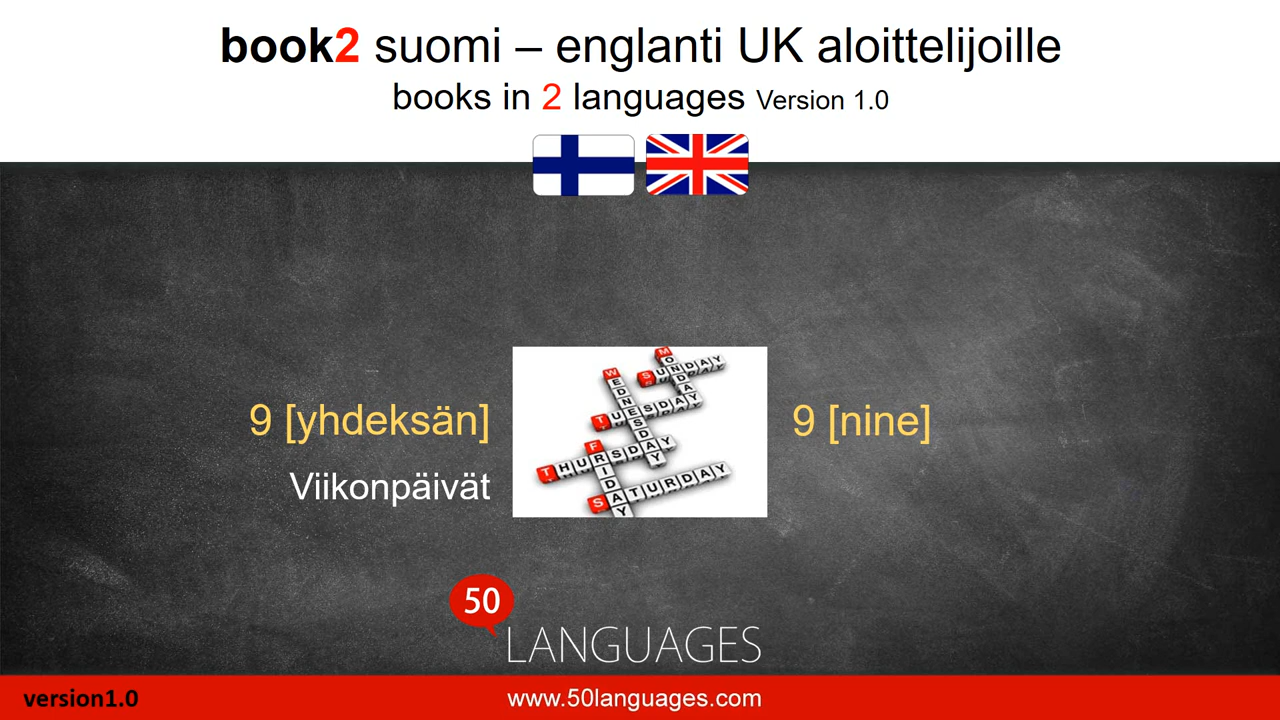 book2 suomi – englanti UK aloittelijoille
books in 2 languages Version 1.0
9 [yhdeksän]
Viikonpäivät
WEDNESDAY
MONDAY
SUNDAY
TUESDAY
THURSDAY
FRIDAY
SATURDAY
9 [nine]
50
LANGUAGES
version1.0
www.50languages.com